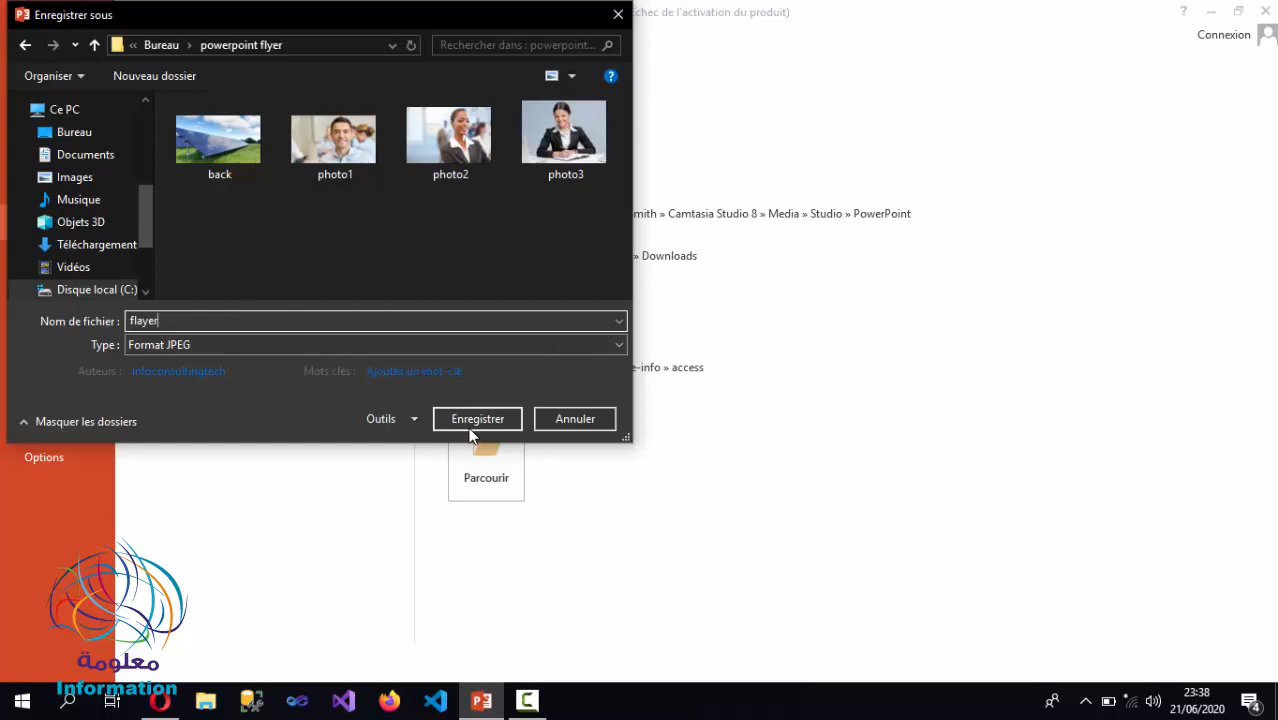 Enregistrer sous
Echec de l'activation du produit)
Connexion
Bureau
powerpoint flyer
Rechercher dans : powerpoint...
Organiser
Nouveau dossier
Ce PC
Bureau
Documents
Images
Musique
Objets 3D
Téléchargement
Vidéos
Disque local (C:)
back
photo1
photo2
photo3
mith » Camtasia Studio 8 » Media » Studio » PowerPoint
» Downloads
e-info » access
Nom de fichier :
flayer
Type :
Format JPEG
Auteurs :
infoconsultingtech
Mots clés :
Ajouter un mot-clé
Masquer les dossiers
Outils
Enregistrer
Annuler
Options
Parcourir
معلومة
Information
23:38
21/06/2020
4